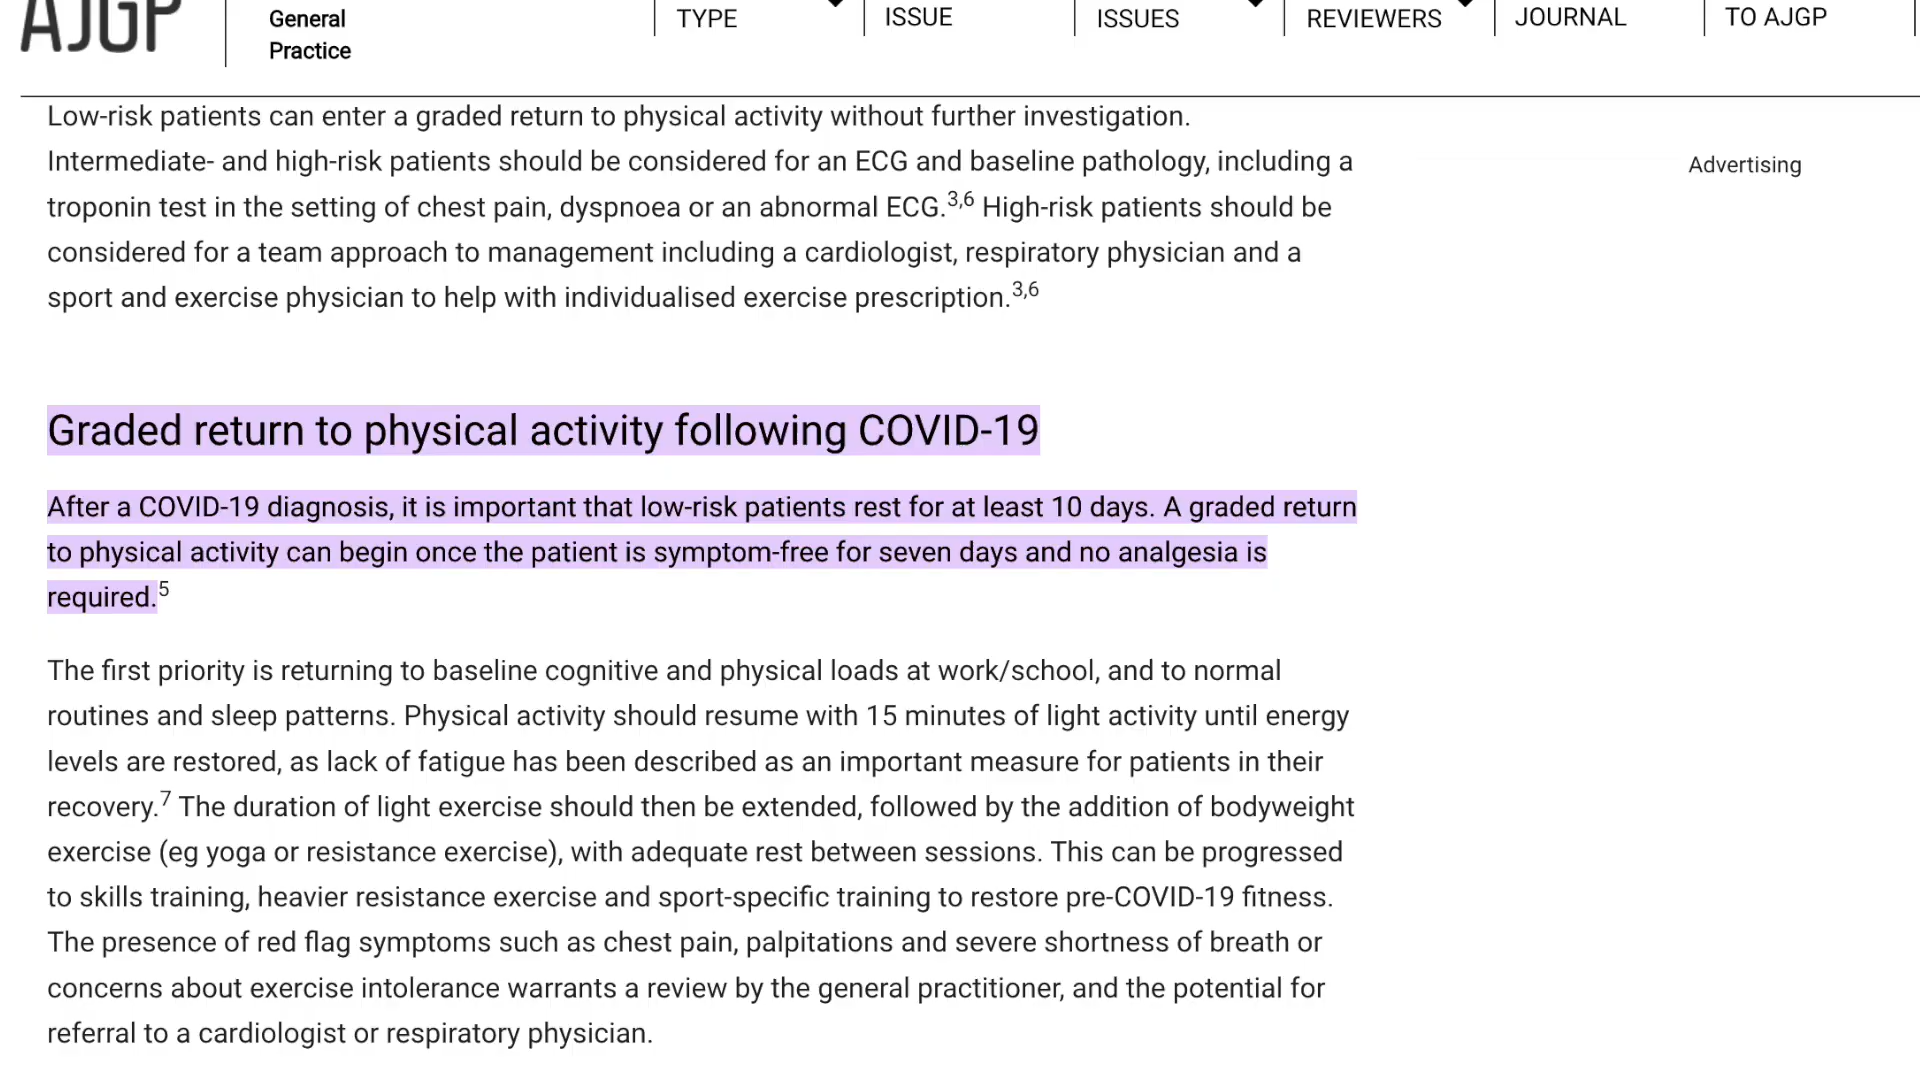 AJGP
General
Practice
TYPE
ISSUE
ISSUES
REVIEWERS
JOURNAL
TO AJGP
Low-risk patients can enter a graded return to physical activity without further investigation.
Intermediate- and high-risk patients should be considered for an ECG and baseline pathology, including a
troponin test in the setting of chest pain, dyspnoea or an abnormal ECG.3,6 High-risk patients should be
considered for a team approach to management including a cardiologist, respiratory physician and a
sport and exercise physician to help with individualised exercise prescription.3,6
Advertising
Graded return to physical activity following COVID-19
After a COVID-19 diagnosis, it is important that low-risk patients rest for at least 10 days. A graded return
to physical activity can begin once the patient is symptom-free for seven days and no analgesia is
required.5
The first priority is returning to baseline cognitive and physical loads at work/school, and to normal
routines and sleep patterns. Physical activity should resume with 15 minutes of light activity until energy
levels are restored, as lack of fatigue has been described as an important measure for patients in their
recovery.7 The duration of light exercise should then be extended, followed by the addition of bodyweight
exercise (eg yoga or resistance exercise), with adequate rest between sessions. This can be progressed
to skills training, heavier resistance exercise and sport-specific training to restore pre-COVID-19 fitness.
The presence of red flag symptoms such as chest pain, palpitations and severe shortness of breath or
concerns about exercise intolerance warrants a review by the general practitioner, and the potential for
referral to a cardiologist or respiratory physician.